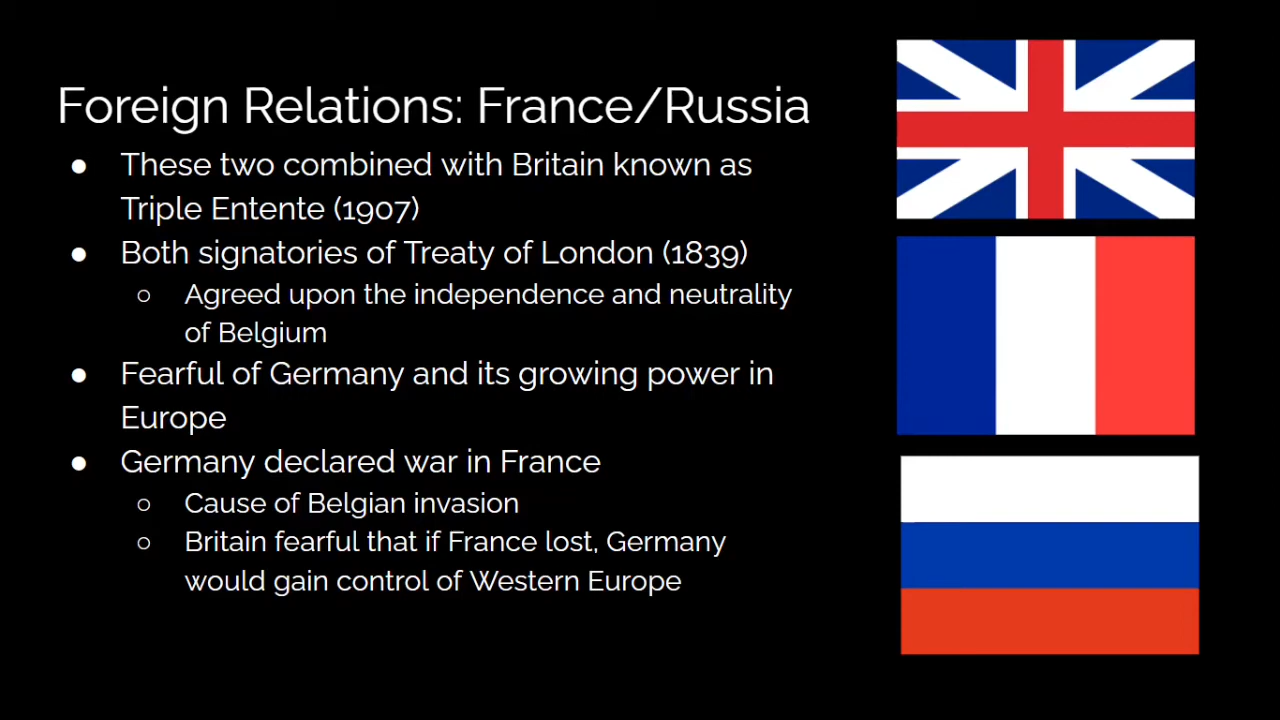 Foreign Relations: France/Russia
● These two combined with Britain known as
Triple Entente (1907)
● Both signatories of Treaty of London (1839)
○ Agreed upon the independence and neutrality
of Belgium
● Fearful of Germany and its growing power in
Europe
● Germany declared war in France
○ Cause of Belgian invasion
○ Britain fearful that if France lost, Germany
would gain control of Western Europe